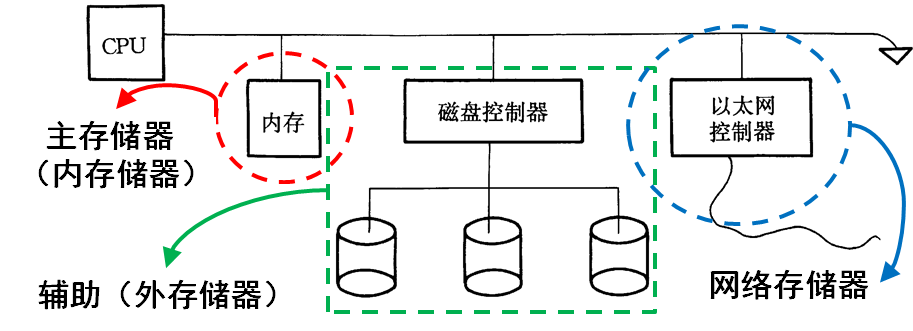 CPU
内存
磁盘控制器
以太网
控制器
主存储器
（内存储器）
辅助（外存储器）
网络存储器